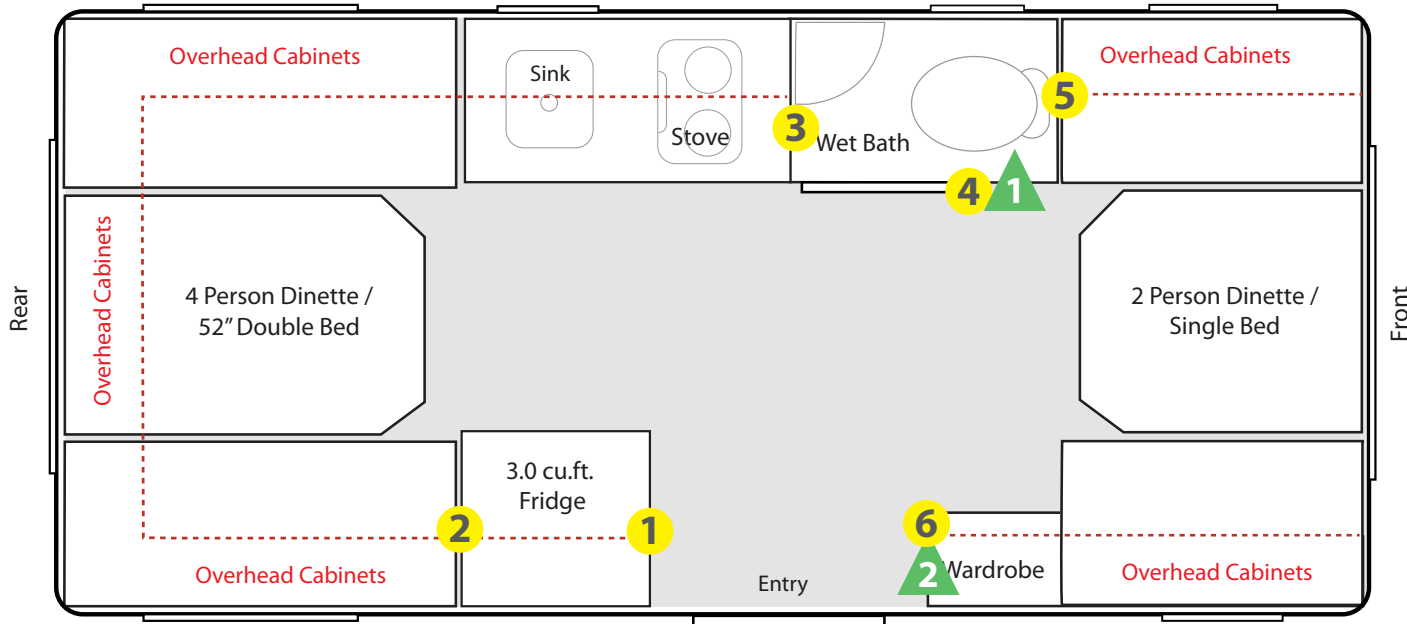 Overhead Cabinets
Sink
Stove
3
Wet Bath
5
Overhead Cabinets
4
1
Rear
Overhead Cabinets
4 Person Dinette /
52” Double Bed
2 Person Dinette /
Single Bed
Front
3.0 cu.ft.
Fridge
2
1
6
Overhead Cabinets
Entry
2
Wardrobe
Overhead Cabinets